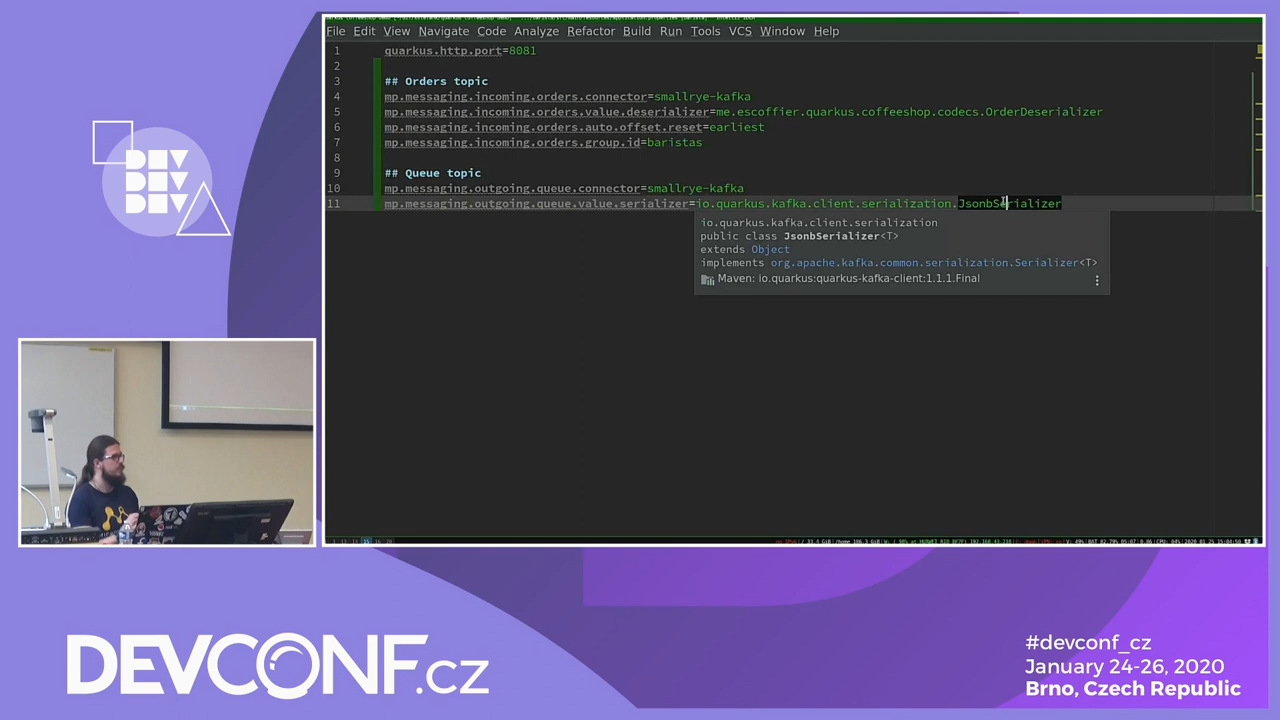 File Edit View Navigate Code Analyze Refactor Build Run Tools VCS Window Help
1 quarkus.http.port=8081
2
3 ## Orders topic
4 mp.messaging.incoming.orders.connector=smallrye-kafka
5 mp.messaging.incoming.orders.value.deserializer=me.escoffier.quarkus.coffeeshop.codecs.OrderDeserializer
6 mp.messaging.incoming.orders.auto.offset.reset=earliest
7 mp.messaging.incoming.orders.group.id=baristas
8
9 ## Queue topic
10 mp.messaging.outgoing.queue.connector=smallrye-kafka
11 mp.messaging.outgoing.queue.value.serializer=io.quarkus.kafka.client.serialization.JsonbSerializer
io.quarkus.kafka.client.serialization
public class JsonbSerializer<T>
extends Object
implements org.apache.kafka.common.serialization.Serializer<T>
Maven: io.quarkus:quarkus-kafka-client:1.1.1.Final
DEV
DEV
DEV
DEVCONF.cz
#devconf_cz
January 24-26, 2020
Brno, Czech Republic